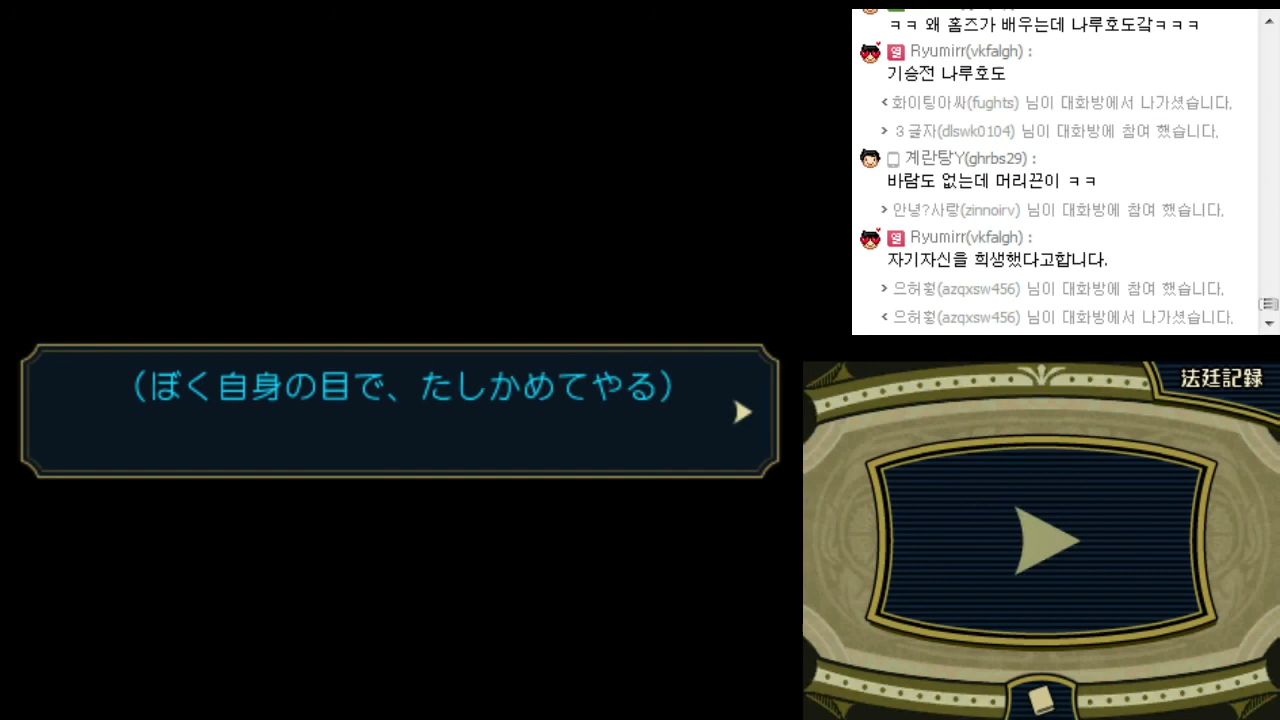 ㅋㅋ 왜 홈즈가 배우는데 나루호도갘ㅋㅋㅋ
열 Ryumirr(vkfalgh) :
기승전 나루호도
< 화이팅아싸(fughts) 님이 대화방에서 나가셨습니다.
> 3글자(dlswk0104) 님이 대화방에 참여 했습니다.
계란탕Y(ghrbs29) :
바람도 없는데 머리끈이 ㅋㅋ
> 안녕?사랑(zinnoirv) 님이 대화방에 참여 했습니다.
열 Ryumirr(vkfalgh) :
자기자신을 희생했다고합니다.
> 으허헝(azqxsw456) 님이 대화방에 참여 했습니다.
< 으허헝(azqxsw456) 님이 대화방에서 나가셨습니다.
（ぼく自身の目で、たしかめてやる）
法廷記録